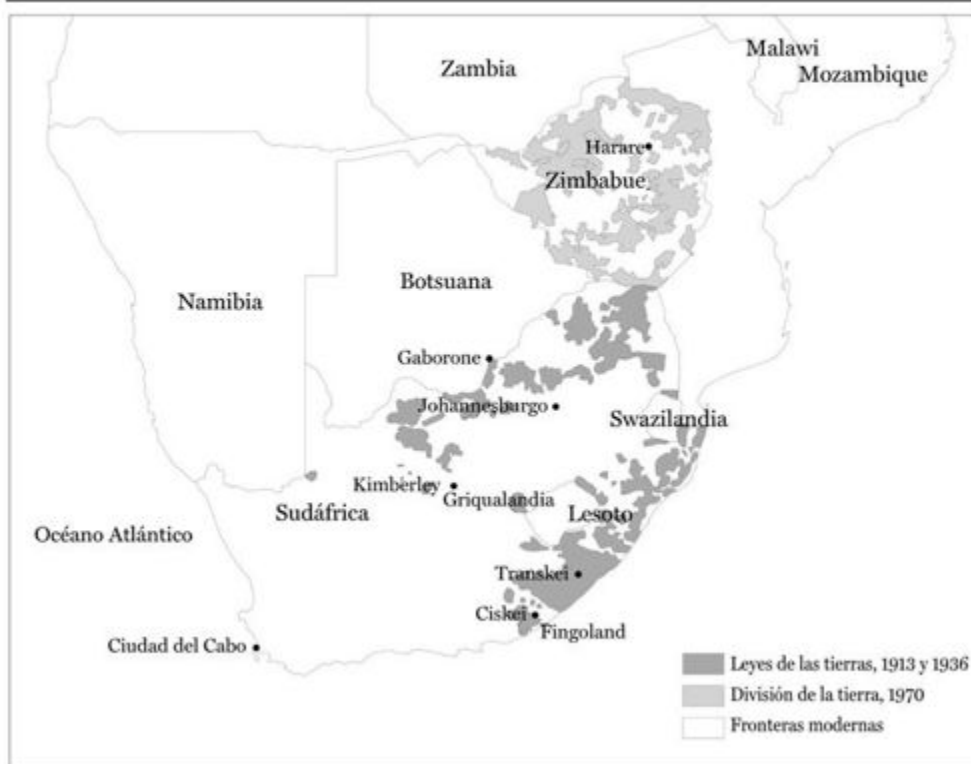 Malawi
Zambia
Mozambique
Harare
Zimbabue
Botsuana
Namibia
Gaborone
Johannesburgo
Swazilandia
Kimberley
Griqualandia
Sudáfrica
Lesoto
Océano Atlántico
Transkei
Ciskei
Fingoland
Ciudad del Cabo
Leyes de las tierras, 1913 y 1936
División de la tierra, 1970
Fronteras modernas